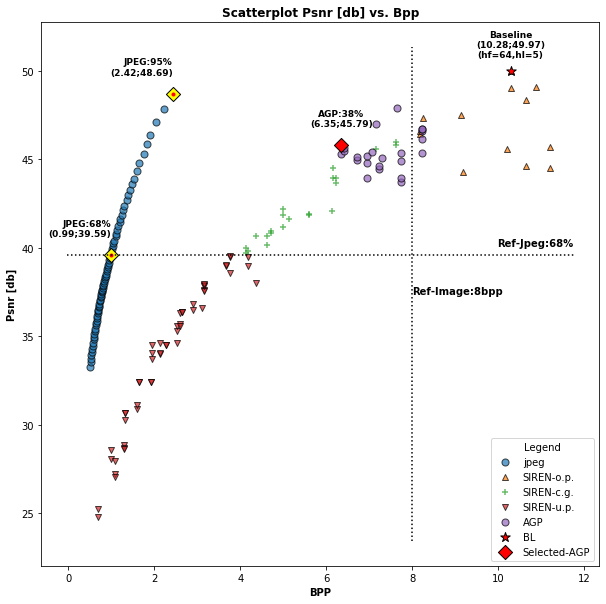 Scatterplot Psnr [db] vs. Bpp
Baseline
(10.28;49.97)
(hf=64,hl=5)
JPEG:95%
(2.42;48.69)
AGP:38%
(6.35;45.79)
JPEG:68%
(0.99;39.59)
Ref-Jpeg:68%
Ref-Image:8bpp
Psnr [db]
50
45
40
35
30
25
0 2 4 6 8 10 12
BPP
Legend
jpeg
SIREN-o.p.
SIREN-c.g.
SIREN-u.p.
AGP
BL
Selected-AGP